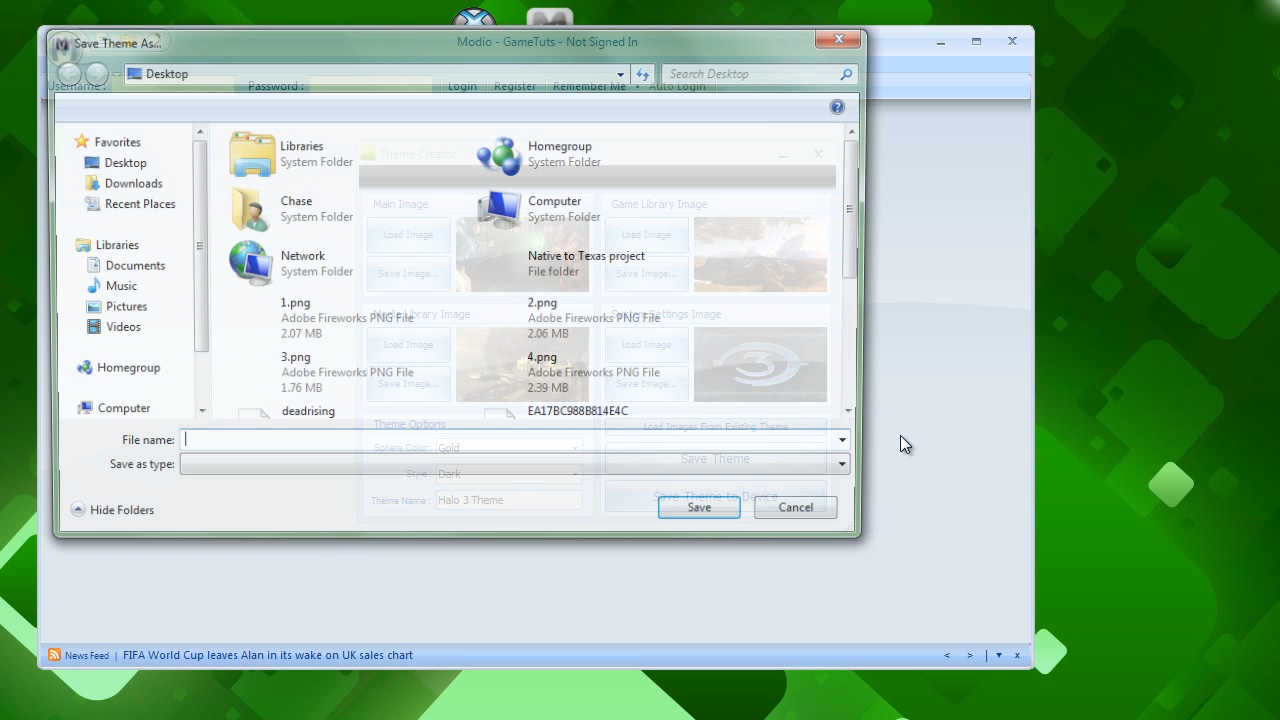 Save Theme As...
Modio - GameTuts - Not Signed In
Desktop
Search Desktop
Username:
Password:
Login
Register
Remember Me
Auto Login
Favorites
Desktop
Downloads
Recent Places
Libraries
Documents
Music
Pictures
Videos
Homegroup
Computer
Libraries
System Folder
Homegroup
System Folder
Chase
System Folder
Computer
System Folder
Network
System Folder
Native to Texas project
File folder
1.png
Adobe Fireworks PNG File
2.07 MB
2.png
Adobe Fireworks PNG File
2.06 MB
3.png
Adobe Fireworks PNG File
1.76 MB
4.png
Adobe Fireworks PNG File
2.39 MB
deadrising
EA17BC988B814E4C
Theme Creator
Main Image
Load Image
Save Image...
Game Library Image
Load Image
Save Image...
Media Library Image
Load Image
Save Image...
System Settings Image
Load Image
Save Image...
Theme Options
Sphere Color:
Gold
Style:
Dark
Theme Name:
Halo 3 Theme
Load Images From Existing Theme
Save Theme
Save Theme to Device
File name:
Save as type:
Hide Folders
Save
Cancel
News Feed | FIFA World Cup leaves Alan in its wake on UK sales chart